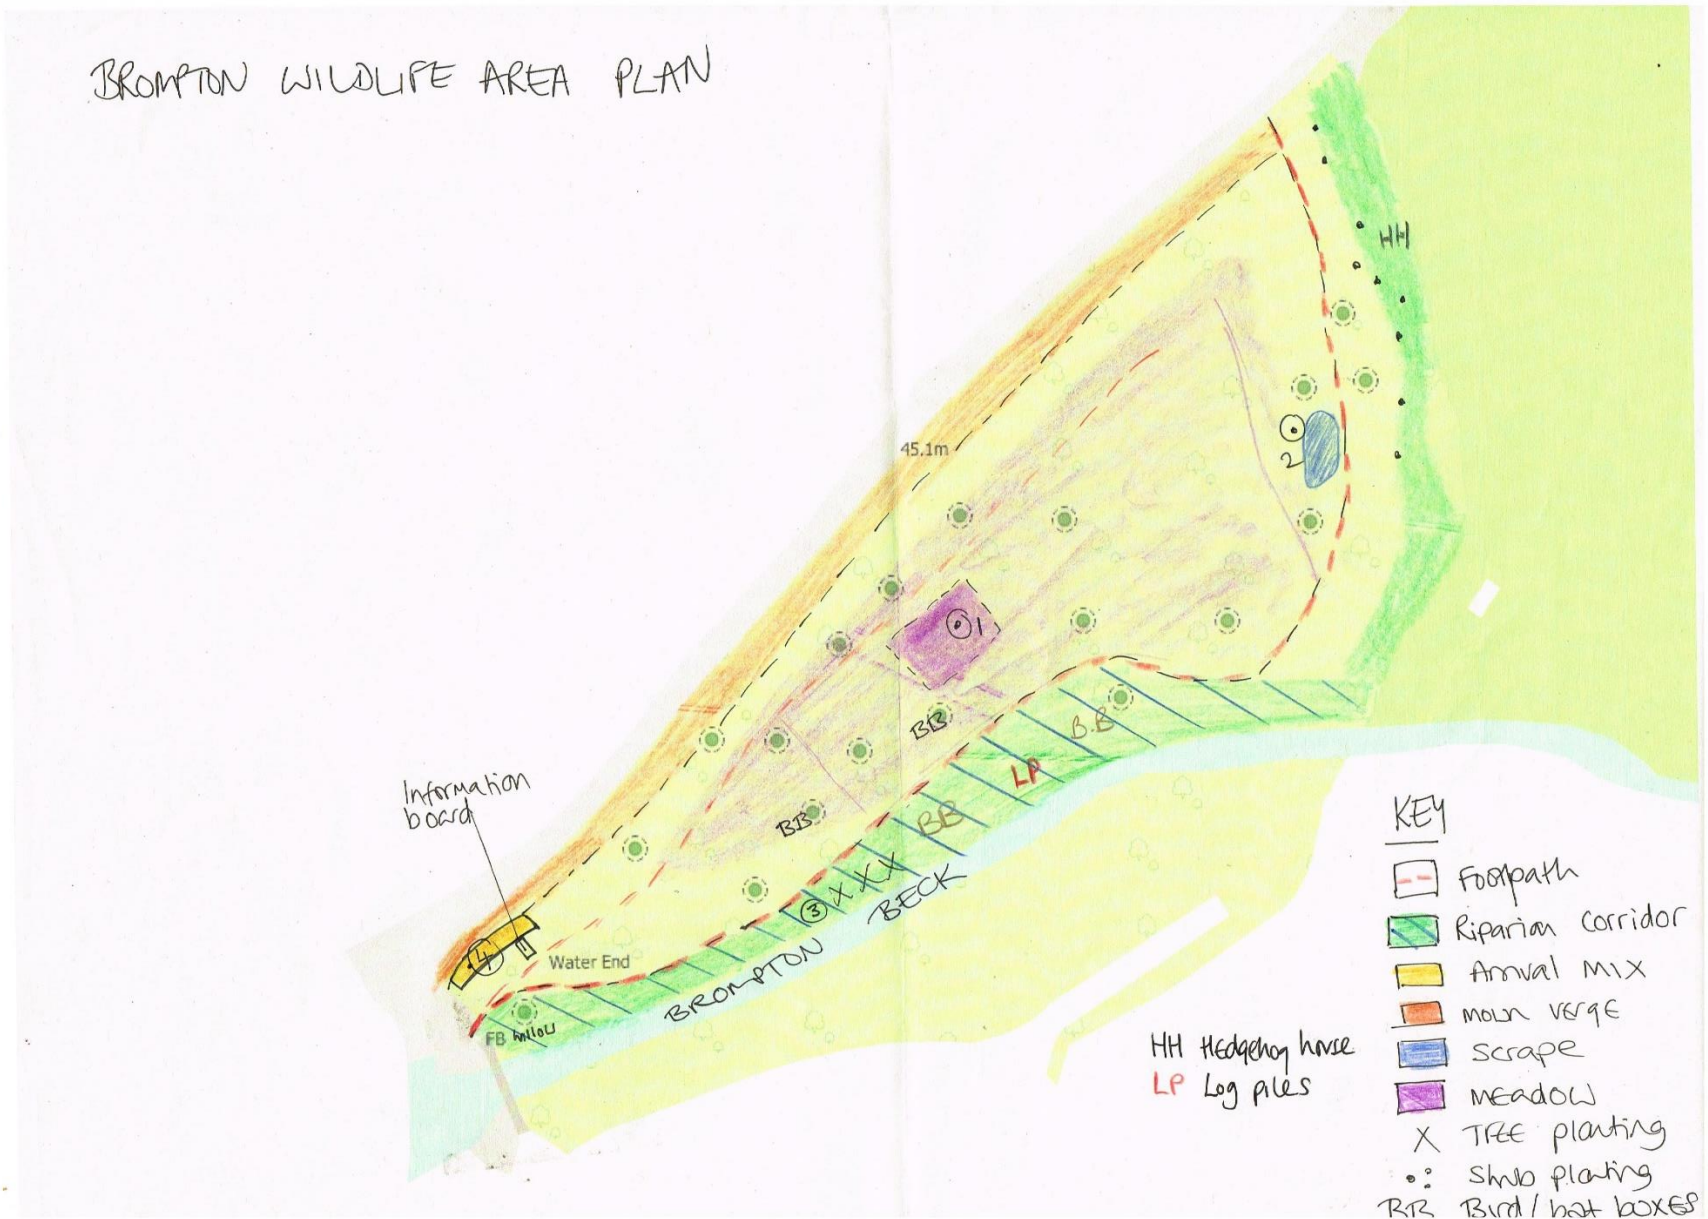 BROMPTON WILDLIFE AREA PLAN
HH
2
45.1m
1
BB
B.B
LP
Information
board
BB
BB
XXX
3
BROMPTON BECK
4
Water End
FB Willow
KEY
Footpath
Riparian corridor
Annual MIX
mown VERGE
Scrape
MEADOW
X TREE planting
Shrub planting
BB Bird/bat boxes
HH Hedgehog house
LP Log piles